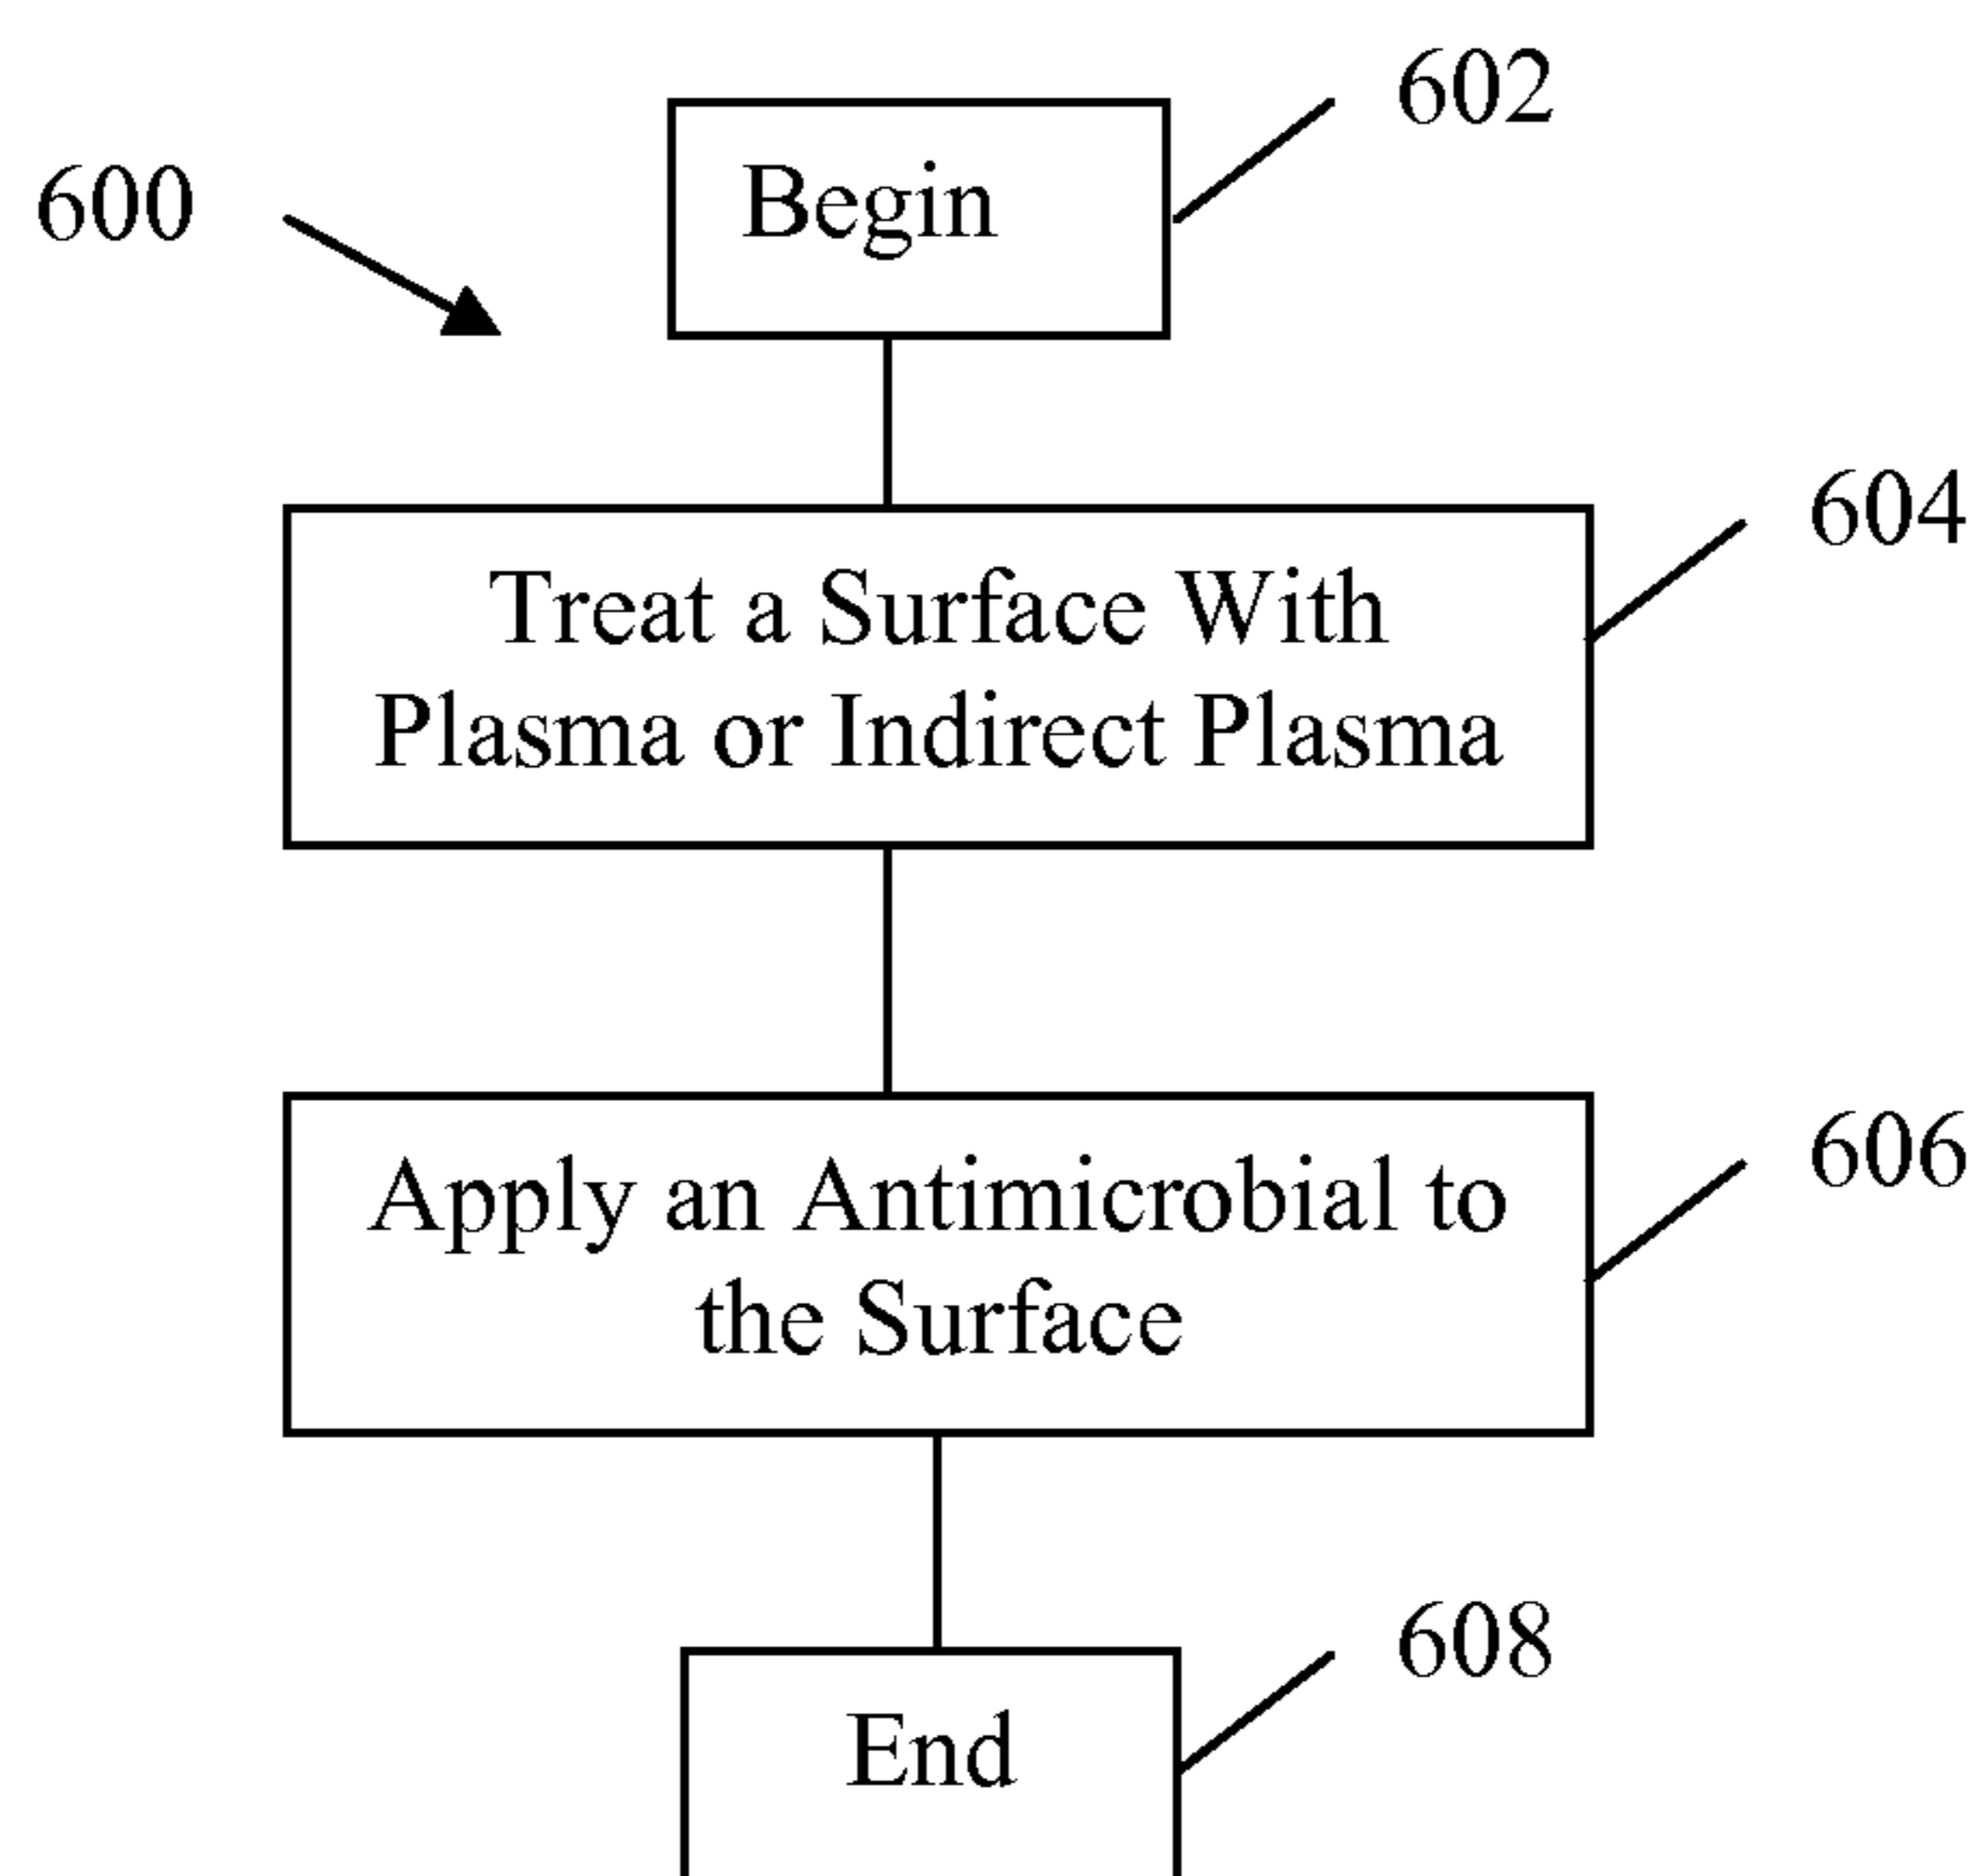 602
600
Begin
604
Treat a Surface With
Plasma or Indirect Plasma
606
Apply an Antimicrobial to
the Surface
608
End